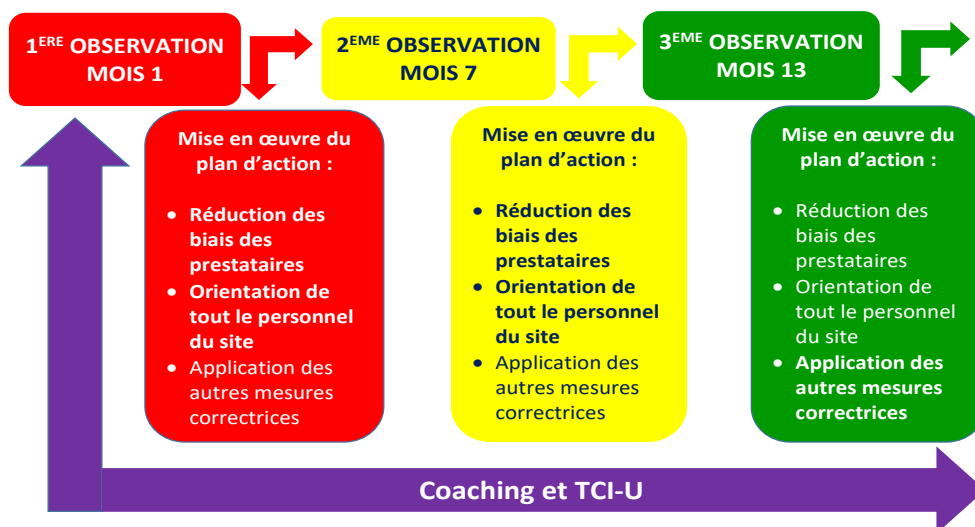 1ERE OBSERVATION
MOIS 1
2EME OBSERVATION
MOIS 7
3EME OBSERVATION
MOIS 13
Mise en œuvre du
plan d’action :
• Réduction des
biais des
prestataires
• Orientation de
tout le personnel
du site
• Application des
autres mesures
correctrices
Mise en œuvre du
plan d’action :
• Réduction des
biais des
prestataires
• Orientation de
tout le personnel
du site
• Application des
autres mesures
correctrices
Mise en œuvre du
plan d’action :
• Réduction des
biais des
prestataires
• Orientation de
tout le personnel
du site
• Application des
autres mesures
correctrices
Coaching et TCI-U